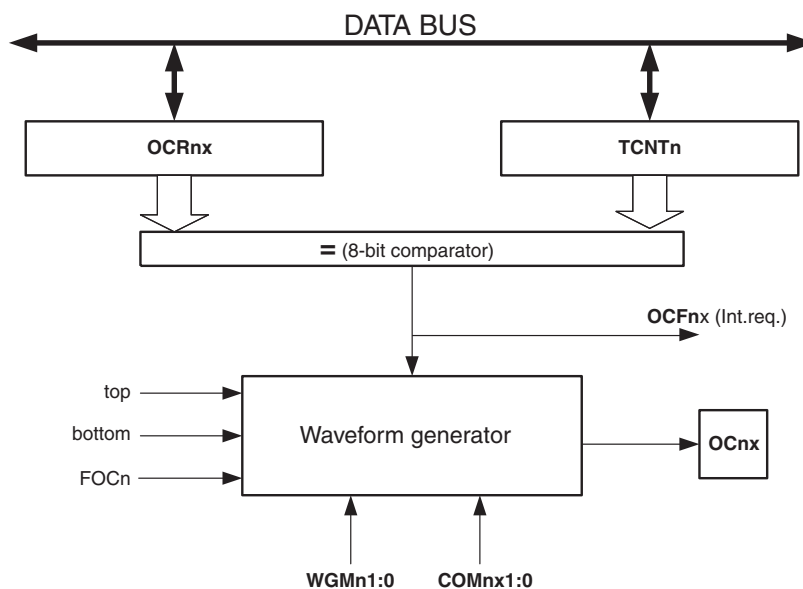 DATA BUS
OCRnx
TCNTn
= (8-bit comparator)
OCFnx (Int.req.)
top
bottom
FOCn
Waveform generator
OCnx
WGMn1:0
COMnx1:0